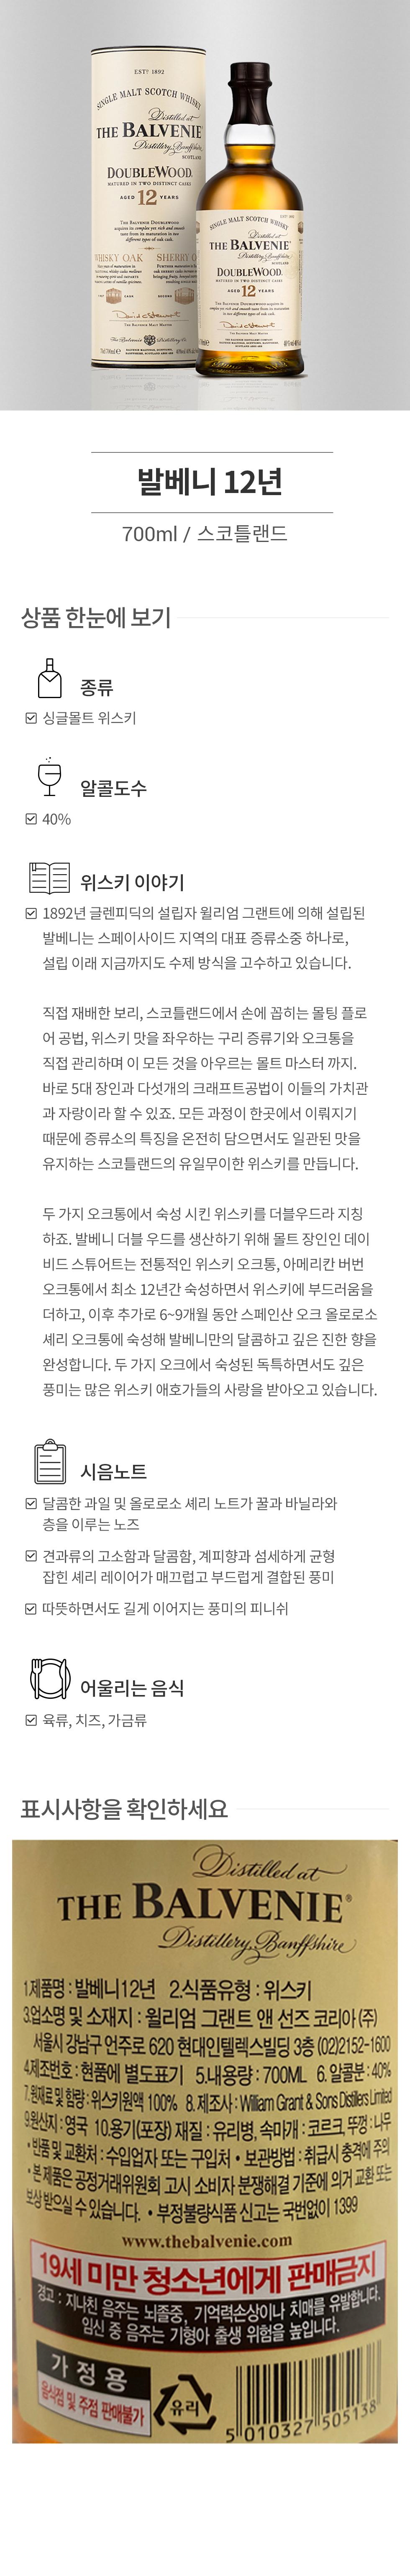 EST? 1892
SINGLE MALT SCOTCH WHISKY
Distilled at
THE BALVENIE
Distillery, Banffshire
SCOTLAND
DOUBLEWOOD
MATURED IN TWO DISTINCT CASKS
AGED 12 YEARS
THE BALVENIE DOUBLEWOOD
WHISKY OAK SHERRY O
THE BALVENIE MALT MASTER
The Balvenie Distillery C?
SINGLE MALT SCOTCH WHISKY
Distilled at
THE BALVENIE
Distillery, Banffshire
SCOTLAND
DOUBLEWOOD
MATURED IN TWO DISTINCT CASKS
AGED 12 YEARS
THE BALVENIE MALT MASTER
발베니 12년
700ml / 스코틀랜드
상품 한눈에 보기
종류
싱글몰트 위스키
알콜도수
40%
위스키 이야기
1892년 글렌피딕의 설립자 윌리엄 그랜트에 의해 설립된
발베니는 스페이사이드 지역의 대표 증류소중 하나로,
설립 이래 지금까지도 수제 방식을 고수하고 있습니다.
직접 재배한 보리, 스코틀랜드에서 손에 꼽히는 몰팅 플로
어 공법, 위스키 맛을 좌우하는 구리 증류기와 오크통을
직접 관리하며 이 모든 것을 아우르는 몰트 마스터 까지.
바로 5대 장인과 다섯개의 크래프트공법이 이들의 가치관
과 자랑이라 할 수 있죠. 모든 과정이 한곳에서 이뤄지기
때문에 증류소의 특징을 온전히 담으면서도 일관된 맛을
유지하는 스코틀랜드의 유일무이한 위스키를 만듭니다.
두 가지 오크통에서 숙성 시킨 위스키를 더블우드라 지칭
하죠. 발베니 더블 우드를 생산하기 위해 몰트 장인인 데이
비드 스튜어트는 전통적인 위스키 오크통, 아메리칸 버번
오크통에서 최소 12년간 숙성하면서 위스키에 부드러움을
더하고, 이후 추가로 6~9개월 동안 스페인산 오크 올로로소
셰리 오크통에 숙성해 발베니만의 달콤하고 깊은 진한 향을
완성합니다. 두 가지 오크에서 숙성된 독특하면서도 깊은
풍미는 많은 위스키 애호가들의 사랑을 받아오고 있습니다.
시음노트
달콤한 과일 및 올로로소 셰리 노트가 꿀과 바닐라와
층을 이루는 노즈
견과류의 고소함과 달콤함, 계피향과 섬세하게 균형
잡힌 셰리 레이어가 매끄럽고 부드럽게 결합된 풍미
따뜻하면서도 길게 이어지는 풍미의 피니쉬
어울리는 음식
육류, 치즈, 가금류
표시사항을 확인하세요
Distilled at
THE BALVENIE®
Distillery, Banffshire
1.제품명 : 발베니12년 2.식품유형 : 위스키
3.업소명 및 소재지 : 윌리엄 그랜트 앤 선즈 코리아 (주)
서울시 강남구 언주로 620 현대인텔렉스빌딩 3층 (02)2152-1600
4.제조번호 : 현품에 별도표기 5.내용량 : 700ML 6. 알콜분 : 40%
7. 원재료 및 함량 : 위스키원액 100% 8. 제조사 : William Grant & Sons Distillers Limited
9.원산지 : 영국 10.용기(포장) 재질 : 유리병, 속마개 : 코르크, 뚜껑 : 나무
• 반품 및 교환처 : 수입업자 또는 구입처 • 보관방법 : 취급시 충격에 주의
• 본 제품은 공정거래위원회 고시 소비자 분쟁해결 기준에 의거 교환 또는
보상 받으실 수 있습니다. • 부정불량식품 신고는 국번없이 1399
www.thebalvenie.com
19세 미만 청소년에게 판매금지
경고 : 지나친 음주는 뇌졸중, 기억력손상이나 치매를 유발합니다.
임신 중 음주는 기형아 출생 위험을 높입니다.
가 정 용
음식점 및 주점 판매불가
유리
5 010327 505138